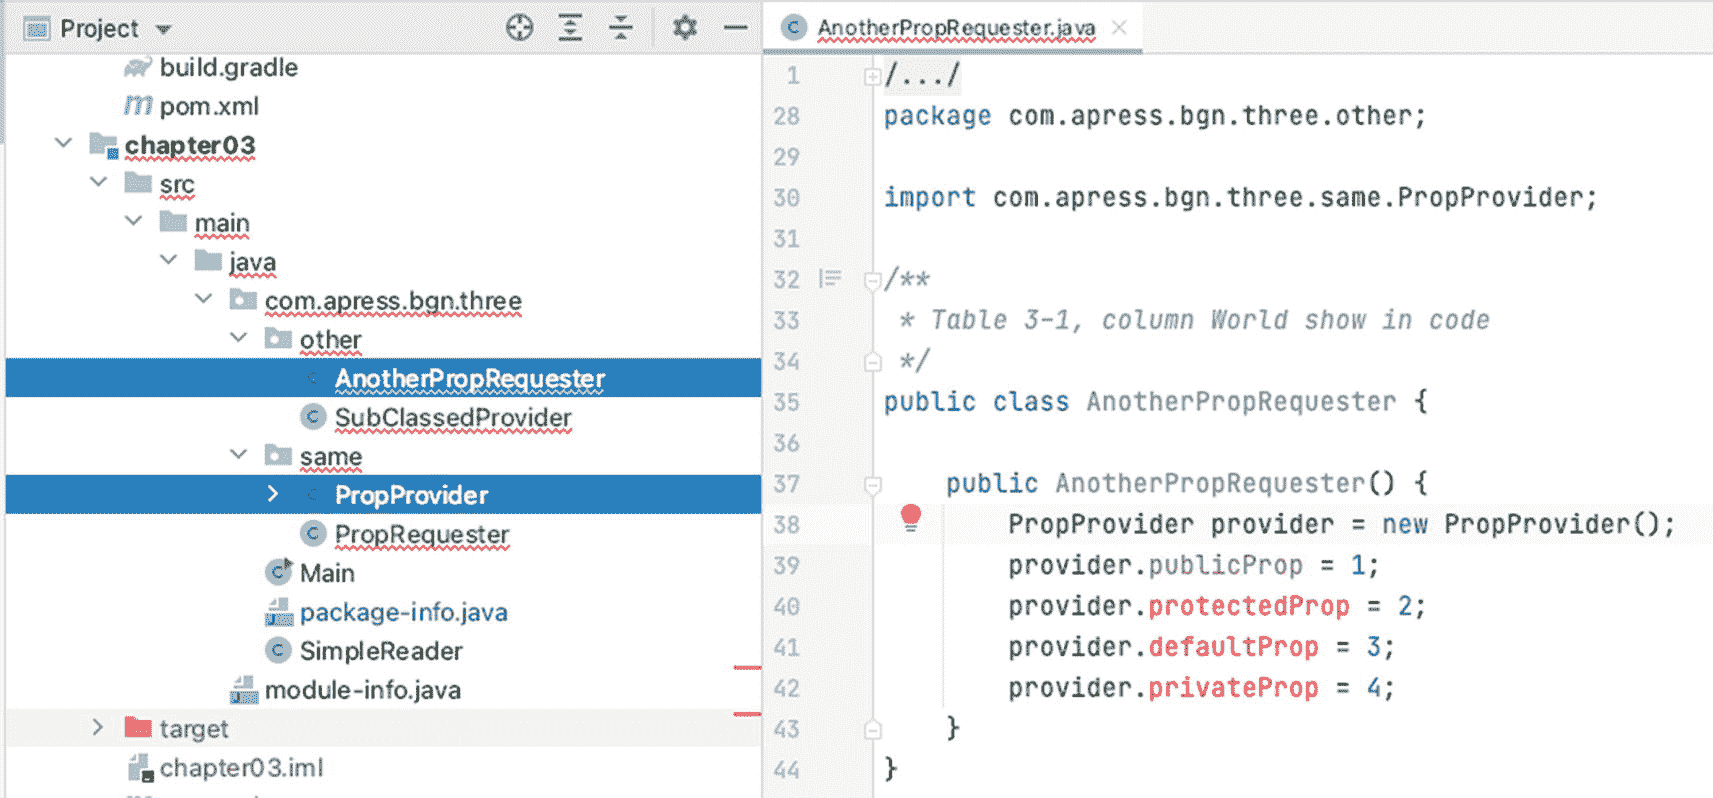 Project
build.gradle
pom.xml
chapter03
src
main
java
com.apress.bgn.three
other
AnotherPropRequester
SubClassedProvider
same
PropProvider
PropRequester
Main
package-info.java
SimpleReader
module-info.java
target
chapter03.iml
AnotherPropRequester.java
1 /.../
28 package com.apress.bgn.three.other;
29
30 import com.apress.bgn.three.same.PropProvider;
31
32 /**
33 * Table 3-1, column World show in code
34 */
35 public class AnotherPropRequester {
36
37 public AnotherPropRequester() {
38 PropProvider provider = new PropProvider();
39 provider.publicProp = 1;
40 provider.protectedProp = 2;
41 provider.defaultProp = 3;
42 provider.privateProp = 4;
43 }
44 }